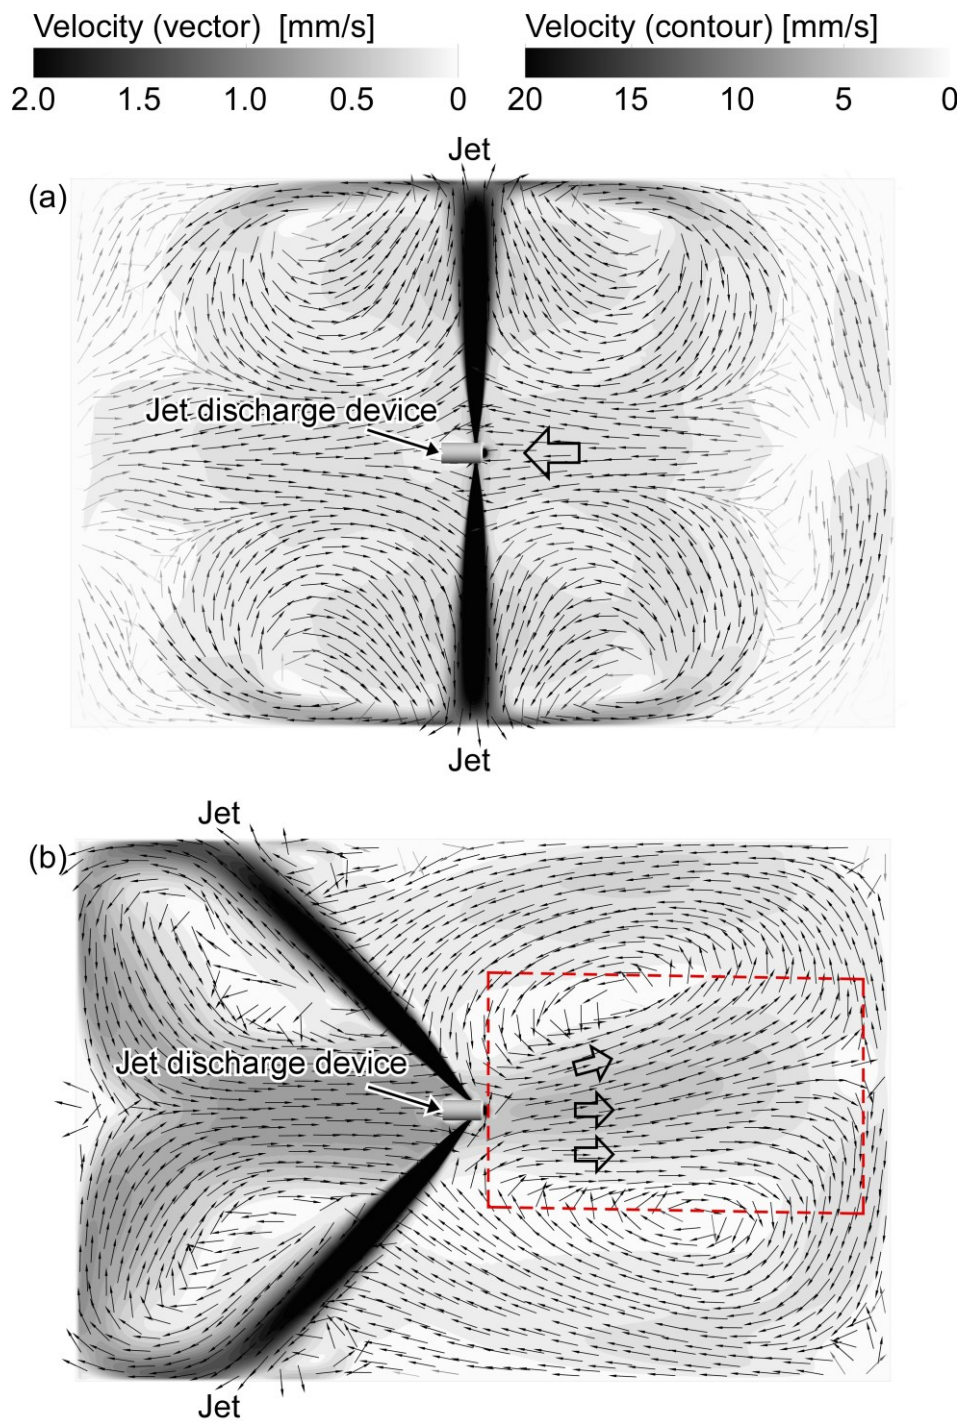 Velocity (vector) [mm/s] Velocity (contour) [mm/s]
2.0 1.5 1.0 0.5 0 20 15 10 5 0
Jet
(a)
Jet discharge device
Jet
Jet
(b)
Jet discharge device
Jet